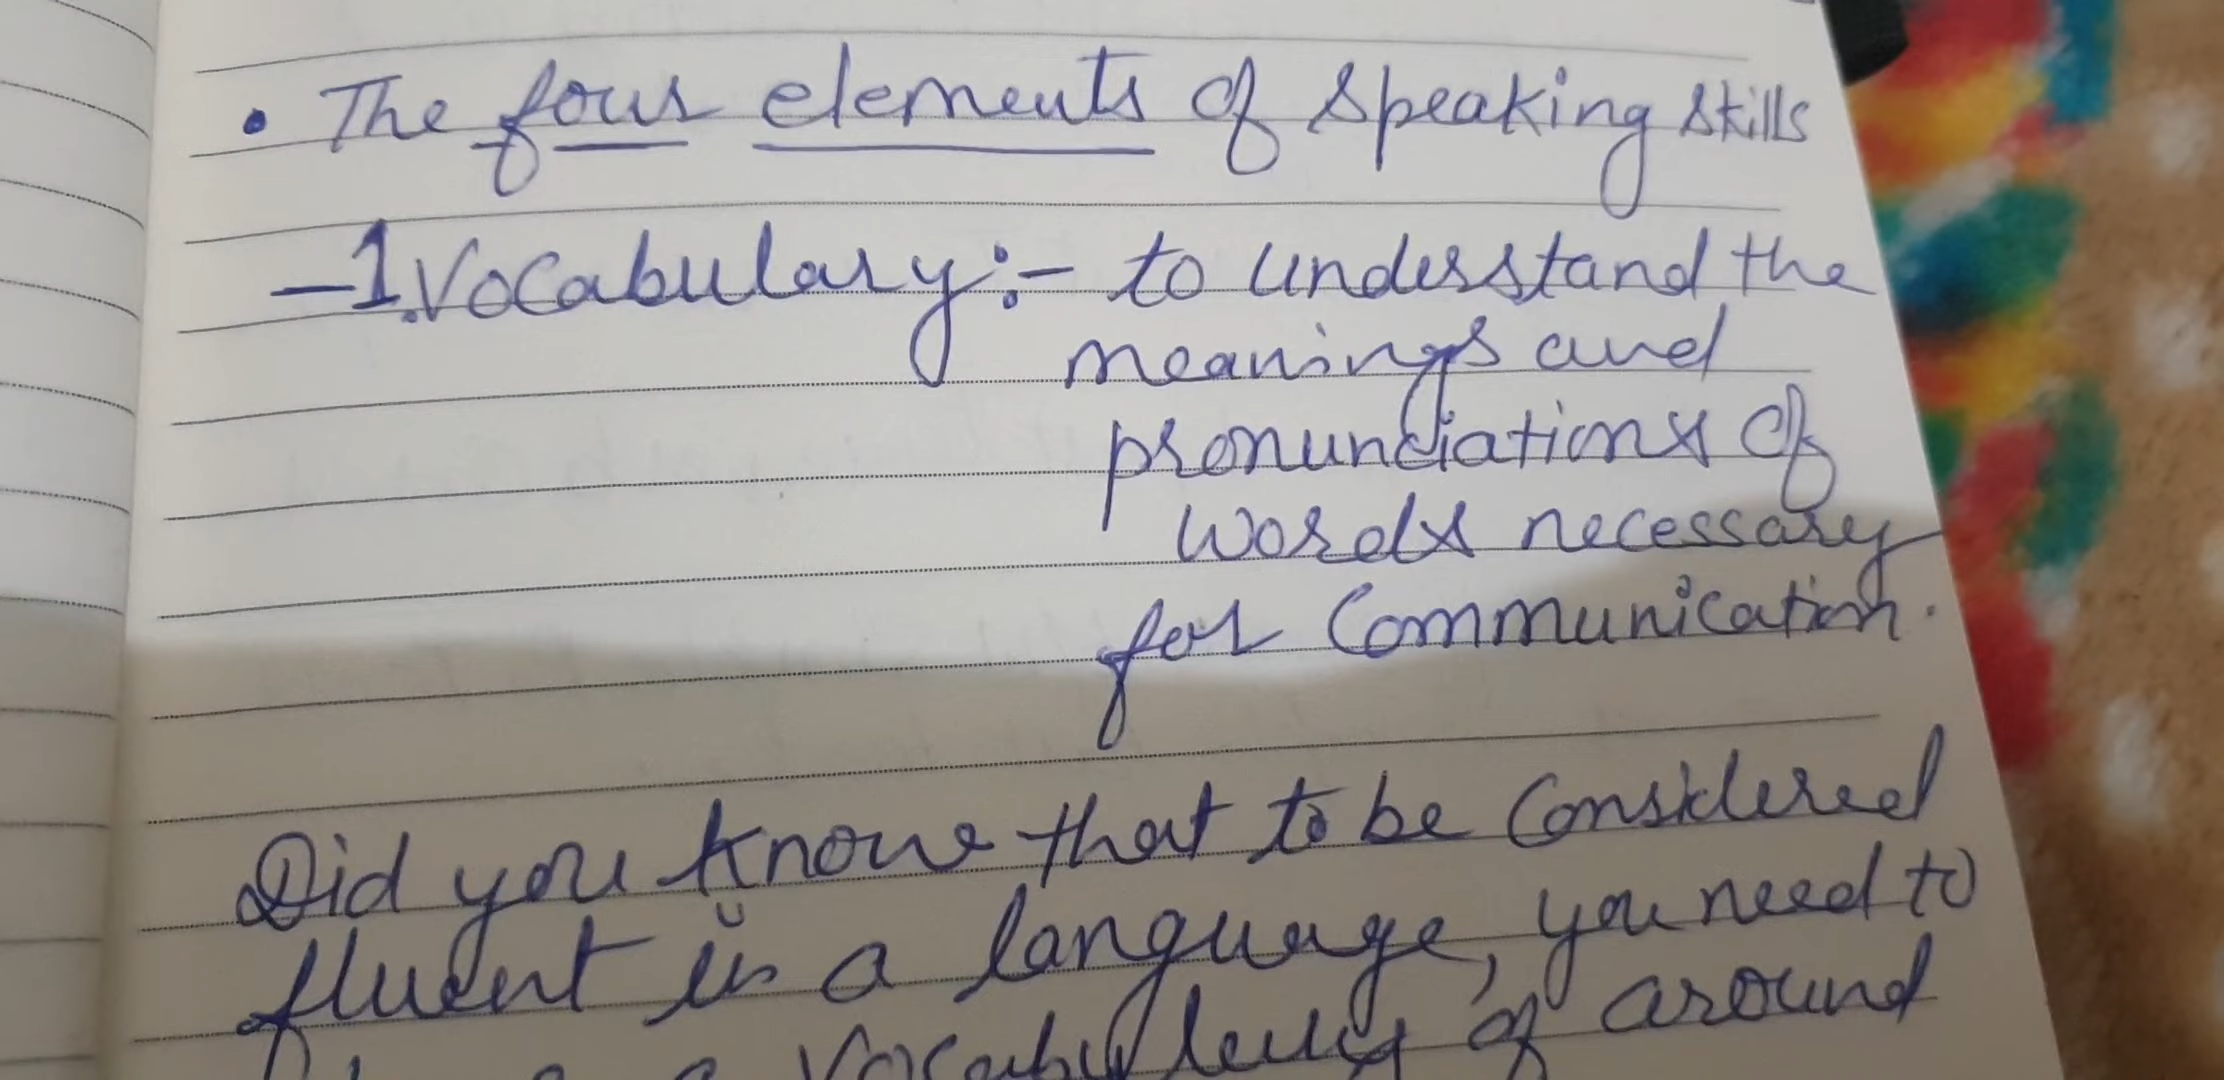 • The four elements of speaking skills
– 1. Vocabulary :- to understand the
meanings and
pronunciations of
words necessary
for Communication.
Did you know that to be Considered
fluent in a language, you need to
a Vocabulary of around